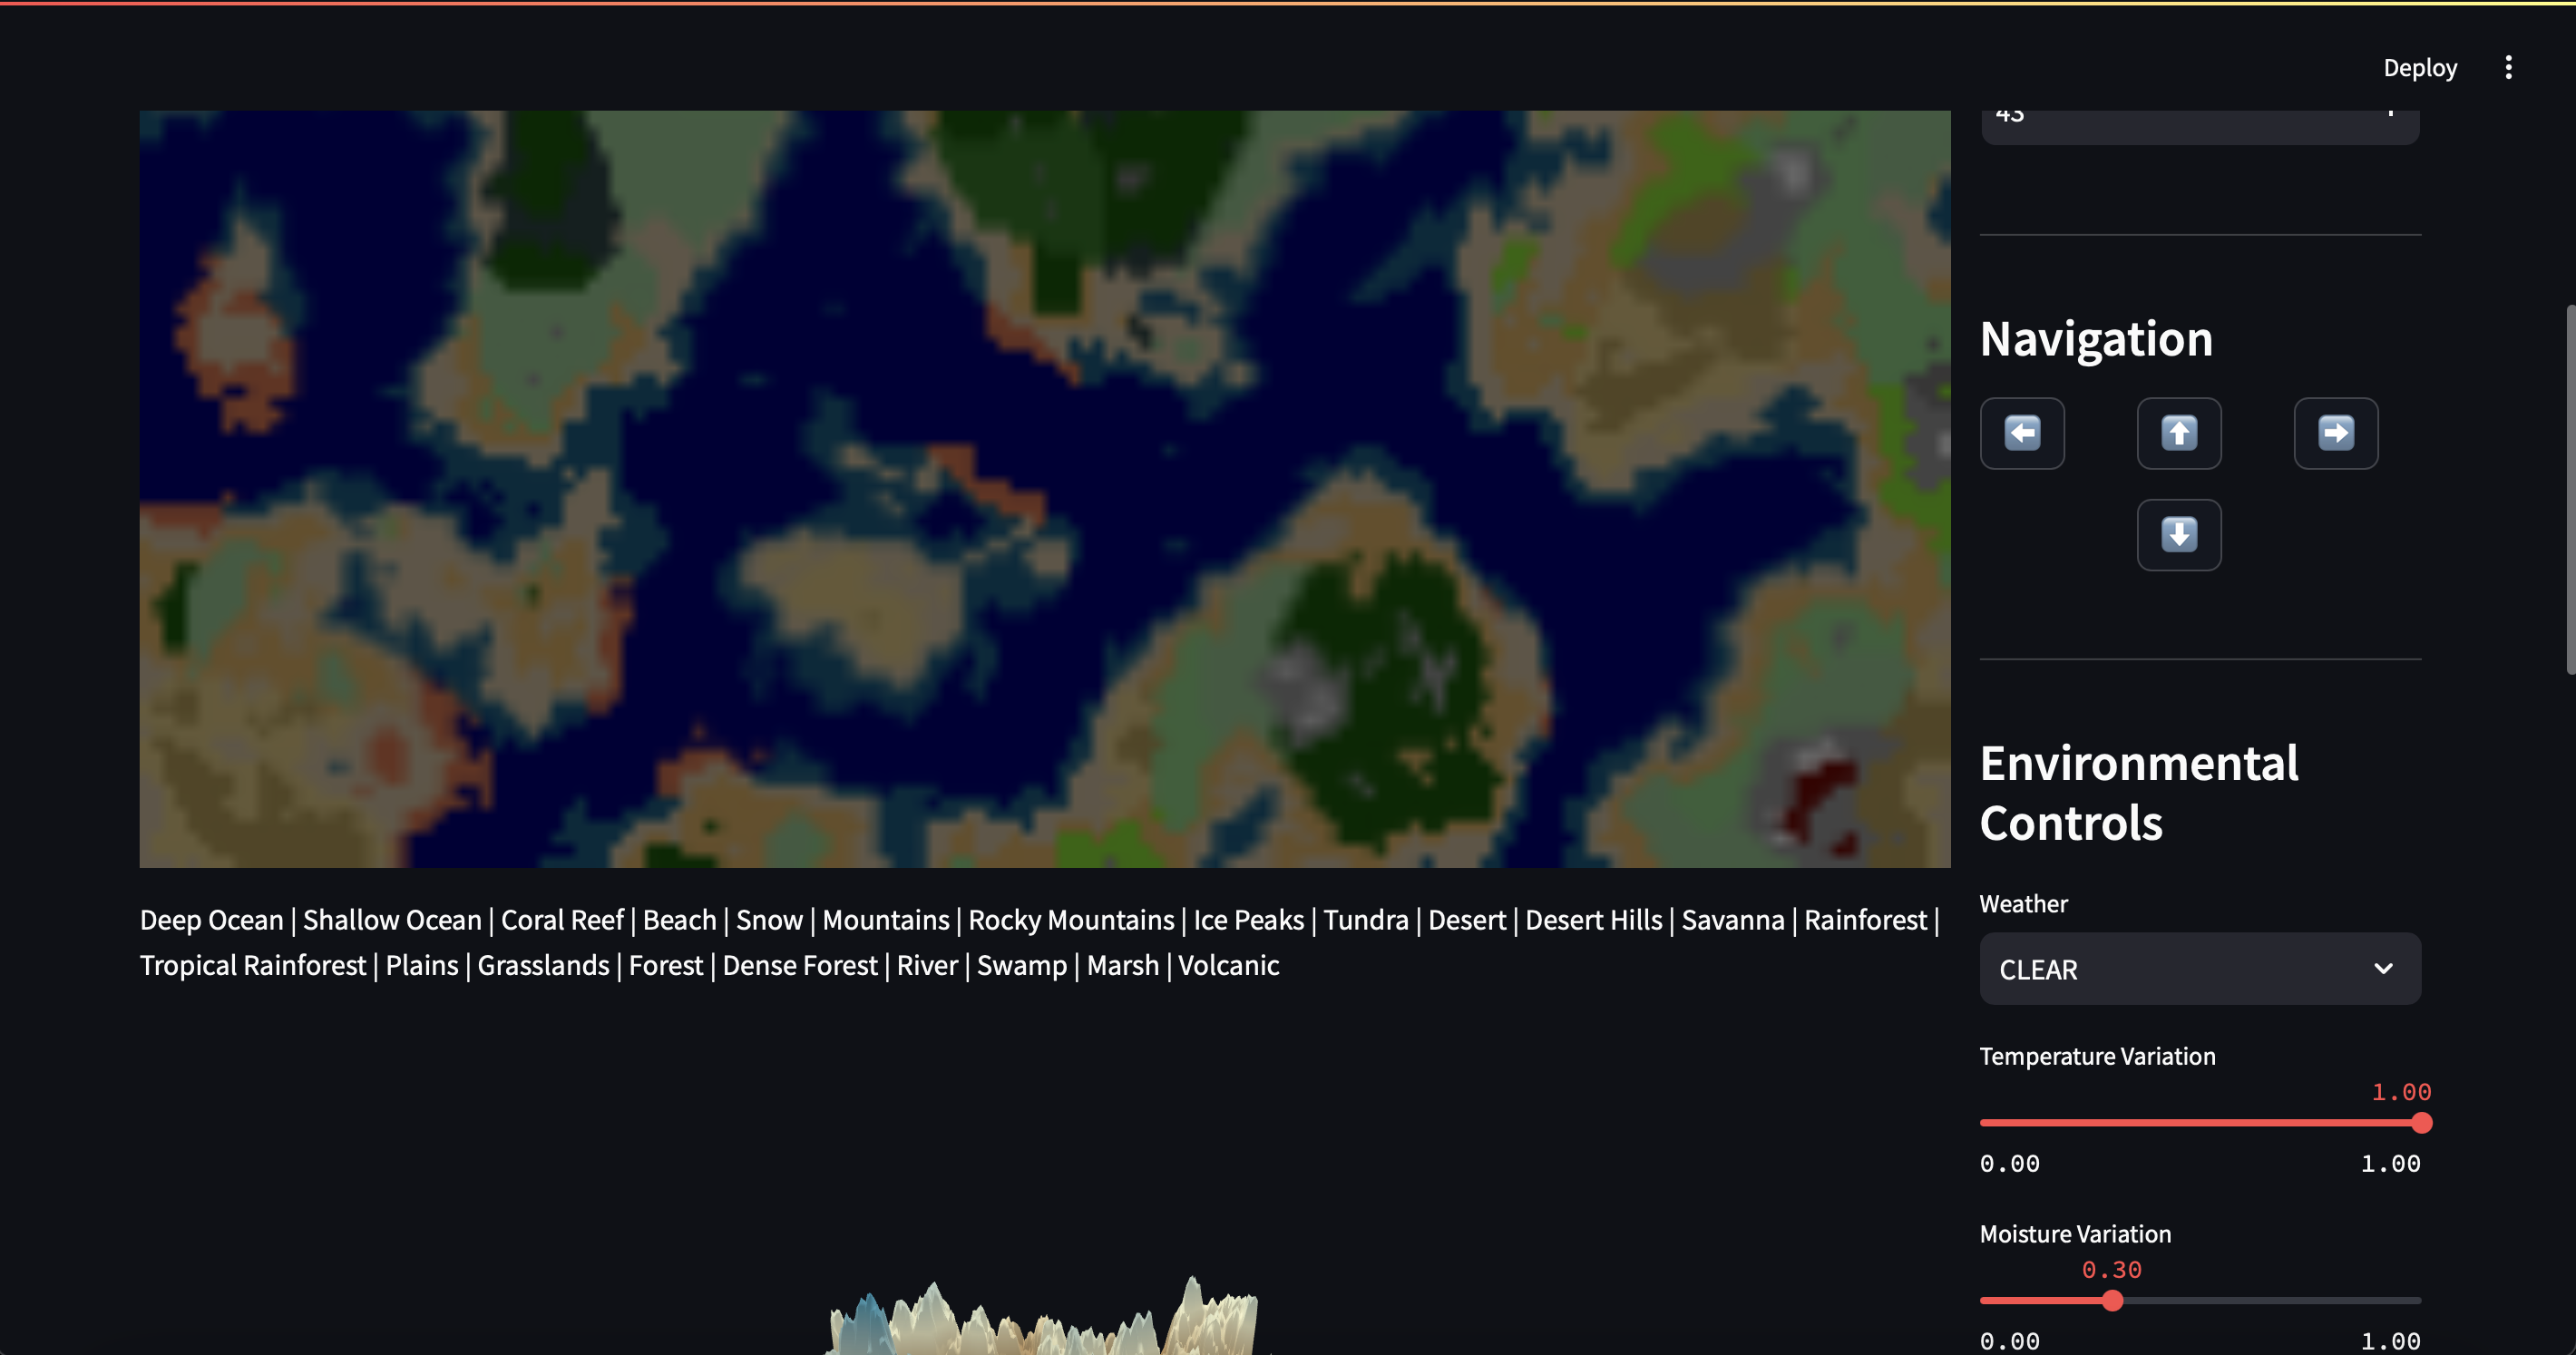 Deploy
43
Navigation
Environmental
Controls
Deep Ocean | Shallow Ocean | Coral Reef | Beach | Snow | Mountains | Rocky Mountains | Ice Peaks | Tundra | Desert | Desert Hills | Savanna | Rainforest |
Tropical Rainforest | Plains | Grasslands | Forest | Dense Forest | River | Swamp | Marsh | Volcanic
Weather
CLEAR
Temperature Variation
1.00
0.00 1.00
Moisture Variation
0.30
0.00 1.00